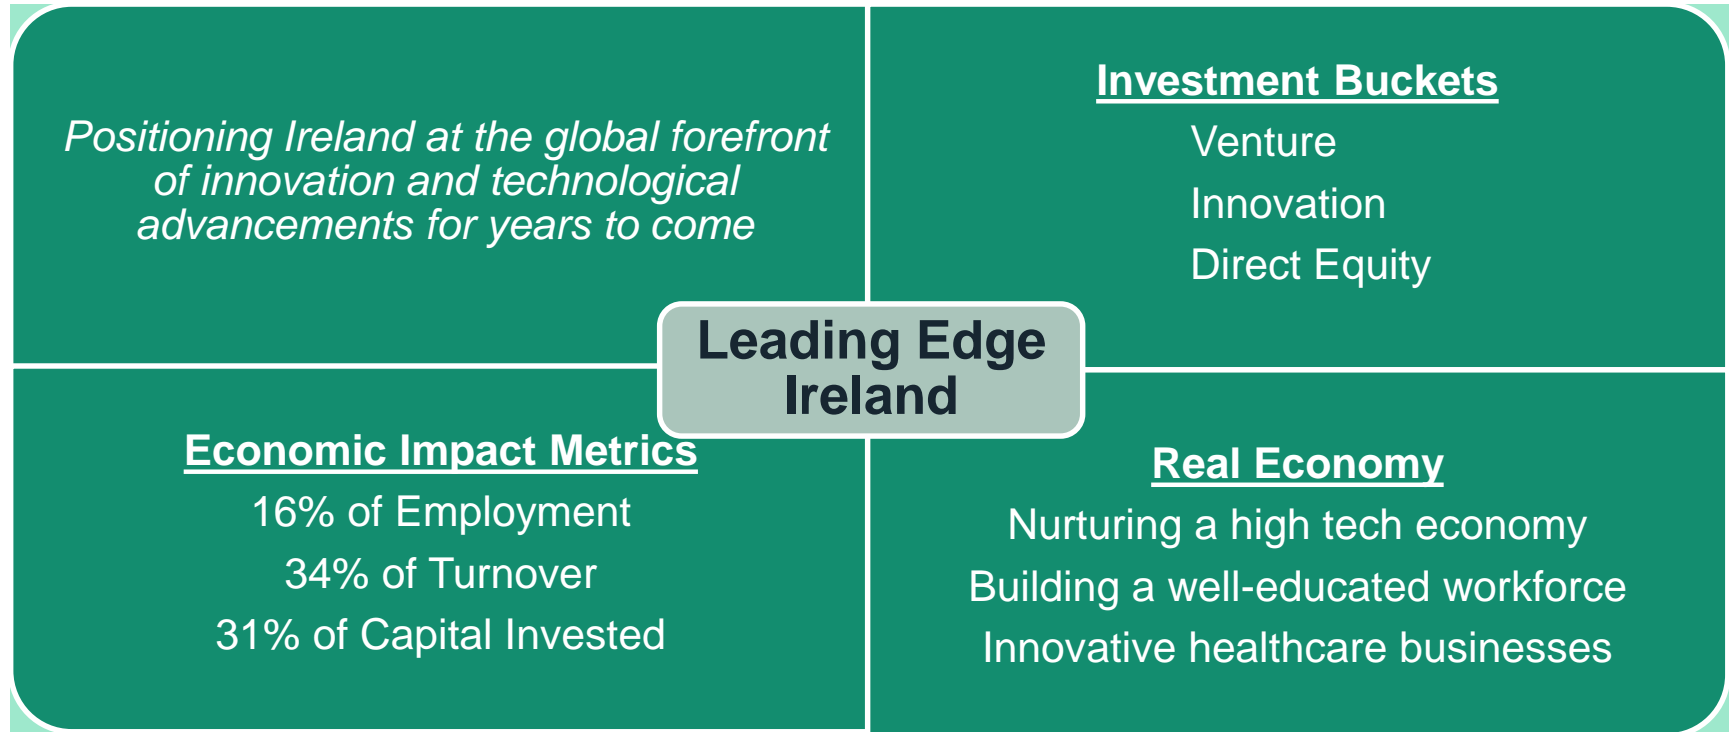 Positioning Ireland at the global forefront
of innovation and technological
advancements for years to come
Investment Buckets
Venture
Innovation
Direct Equity
Leading Edge
Ireland
Economic Impact Metrics
16% of Employment
34% of Turnover
31% of Capital Invested
Real Economy
Nurturing a high tech economy
Building a well-educated workforce
Innovative healthcare businesses